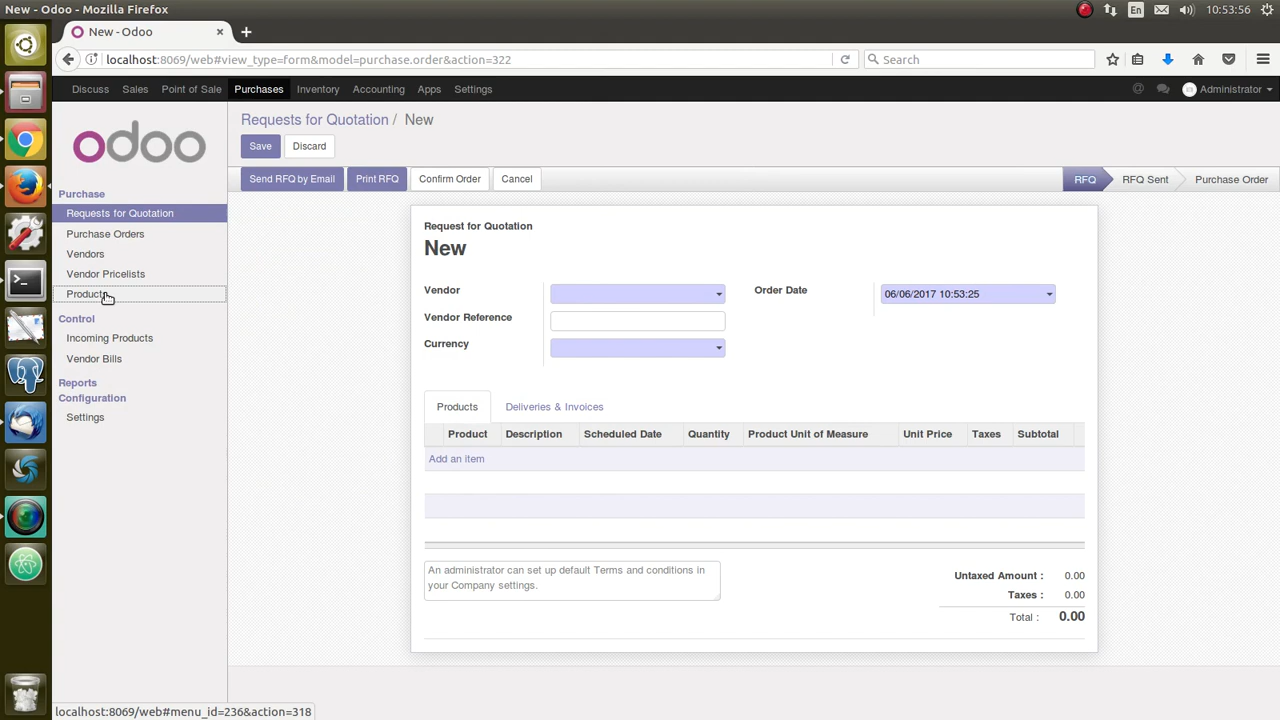 New - Odoo - Mozilla Firefox
En
10:53:56
New - Odoo
localhost:8069/web#view_type=form&model=purchase.order&action=322
Search
Discuss Sales Point of Sale Purchases Inventory Accounting Apps Settings
Administrator
odoo
Requests for Quotation / New
Save Discard
Send RFQ by Email Print RFQ Confirm Order Cancel
RFQ RFQ Sent Purchase Order
Purchase
Requests for Quotation
Purchase Orders
Vendors
Vendor Pricelists
Products
Control
Incoming Products
Vendor Bills
Reports
Configuration
Settings
Request for Quotation
New
Vendor
Order Date 06/06/2017 10:53:25
Vendor Reference
Currency
Products Deliveries & Invoices
Product Description Scheduled Date Quantity Product Unit of Measure Unit Price Taxes Subtotal
Add an item
An administrator can set up default Terms and conditions in
your Company settings.
Untaxed Amount : 0.00
Taxes : 0.00
Total : 0.00
localhost:8069/web#menu_id=236&action=318